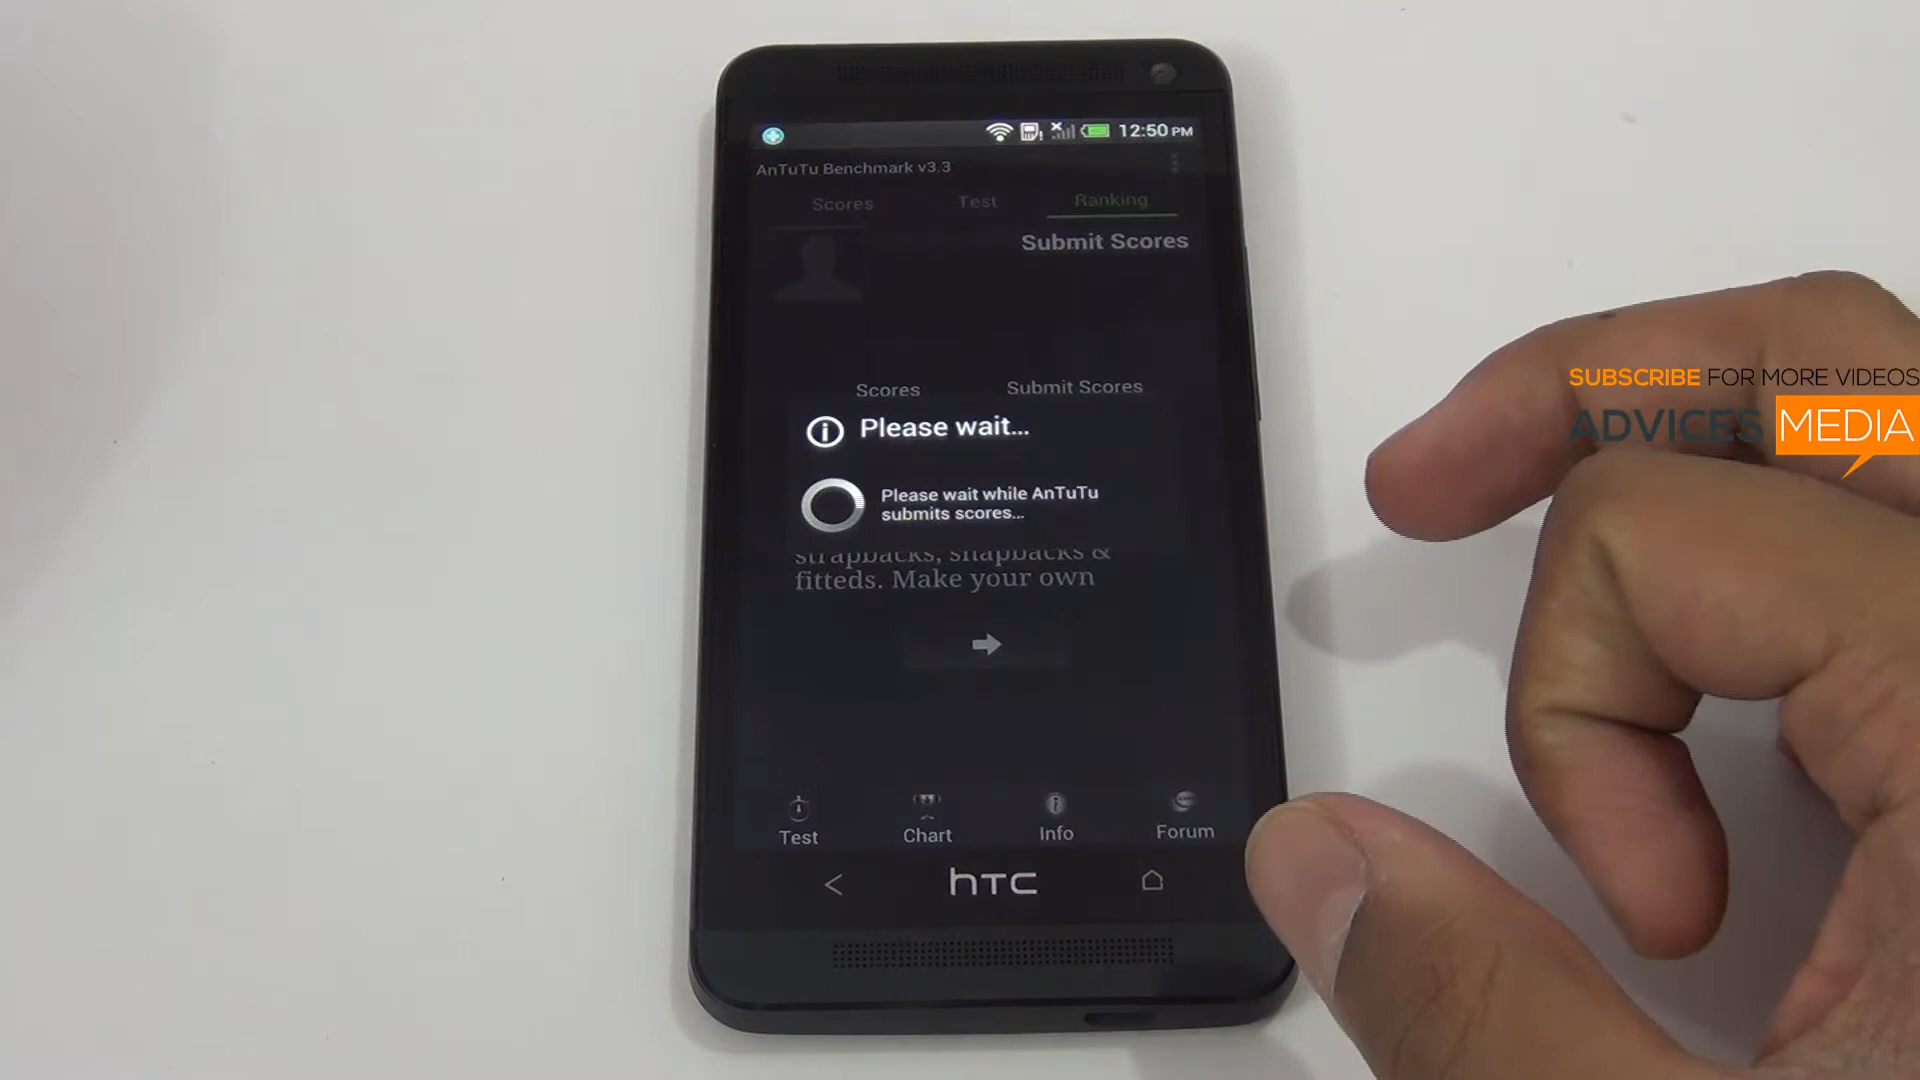 12:50 PM
AnTuTu Benchmark v3.3
Scores Test Ranking
Submit Scores
Scores Submit Scores
Please wait...
Please wait while AnTuTu
submits scores...
strapbacks, snapbacks &
fitteds. Make your own
Test Chart Info Forum
hTC
SUBSCRIBE FOR MORE VIDEOS
ADVICES MEDIA